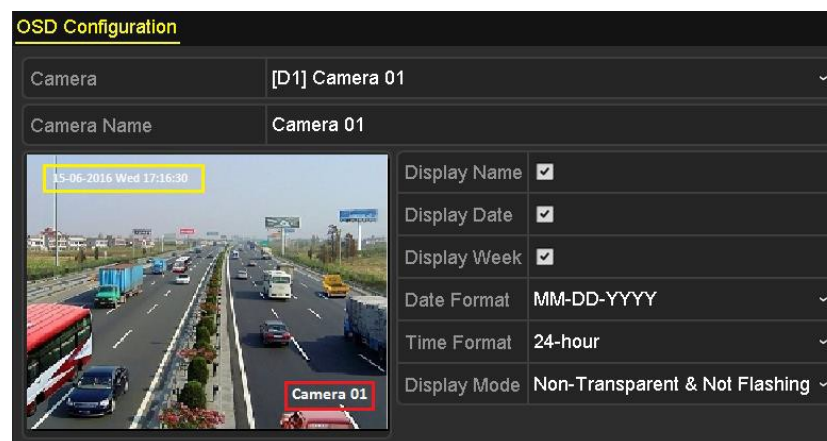 OSD Configuration
Camera
[D1] Camera 01
Camera Name
Camera 01
15-06-2016 Wed 17:16:30
Camera 01
Display Name
Display Date
Display Week
Date Format
MM-DD-YYYY
Time Format
24-hour
Display Mode
Non-Transparent & Not Flashing